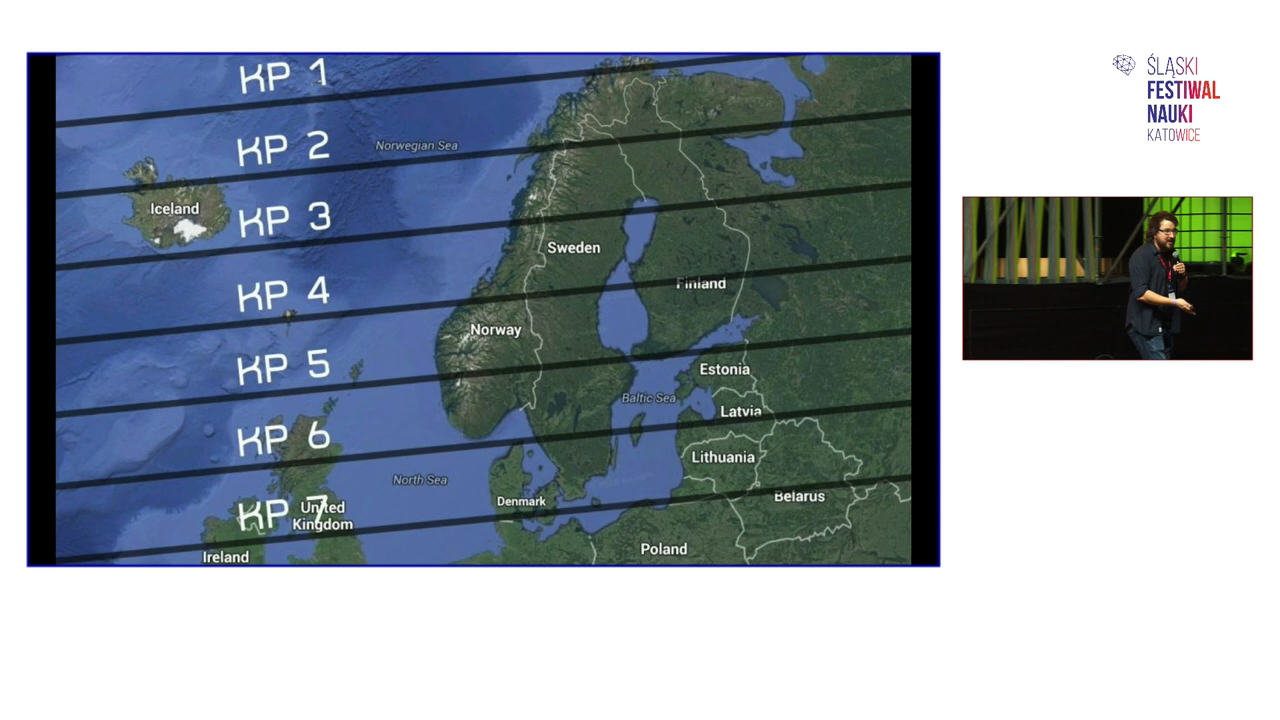 KP 1
KP 2
Norwegian Sea
Iceland
KP 3
Sweden
KP 4
Finland
Norway
KP 5
Estonia
Baltic Sea
Latvia
KP 6
Lithuania
North Sea
Denmark
Belarus
KP 7
United
Kingdom
Poland
Ireland
ŚLĄSKI
FESTIWAL
NAUKI
KATOWICE